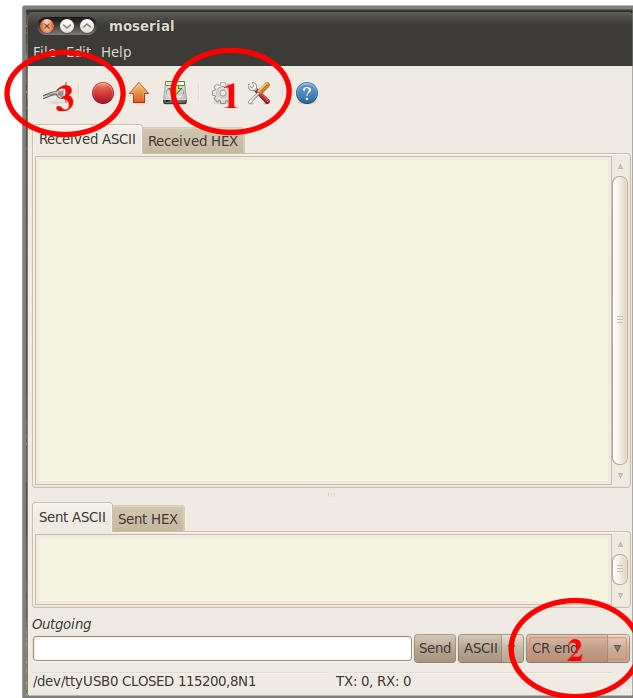 moserial
File Edit Help
3
1
?
Received ASCII Received HEX
Sent ASCII Sent HEX
Outgoing
Send ASCII CR end
2
/dev/ttyUSB0 CLOSED 115200,8N1 TX: 0, RX: 0